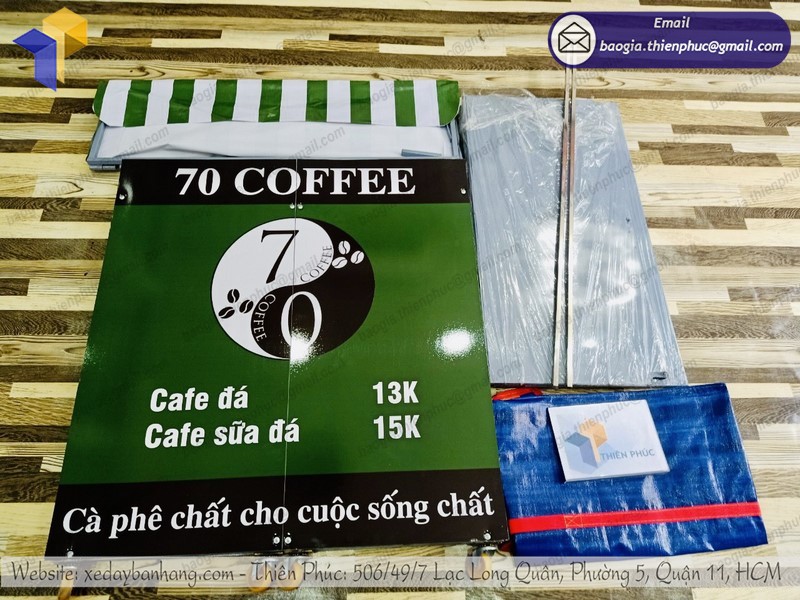 Email
baogia.thienphuc@gmail.com
70 COFFEE
7
COFFEE
COFFEE
0
Cafe đá 13K
Cafe sữa đá 15K
Cà phê chất cho cuộc sống chất
THIÊN PHÚC
Website: xedaybanhang.com - Thiên Phúc: 506/49/7 Lạc Long Quân, Phường 5, Quận 11, HCM